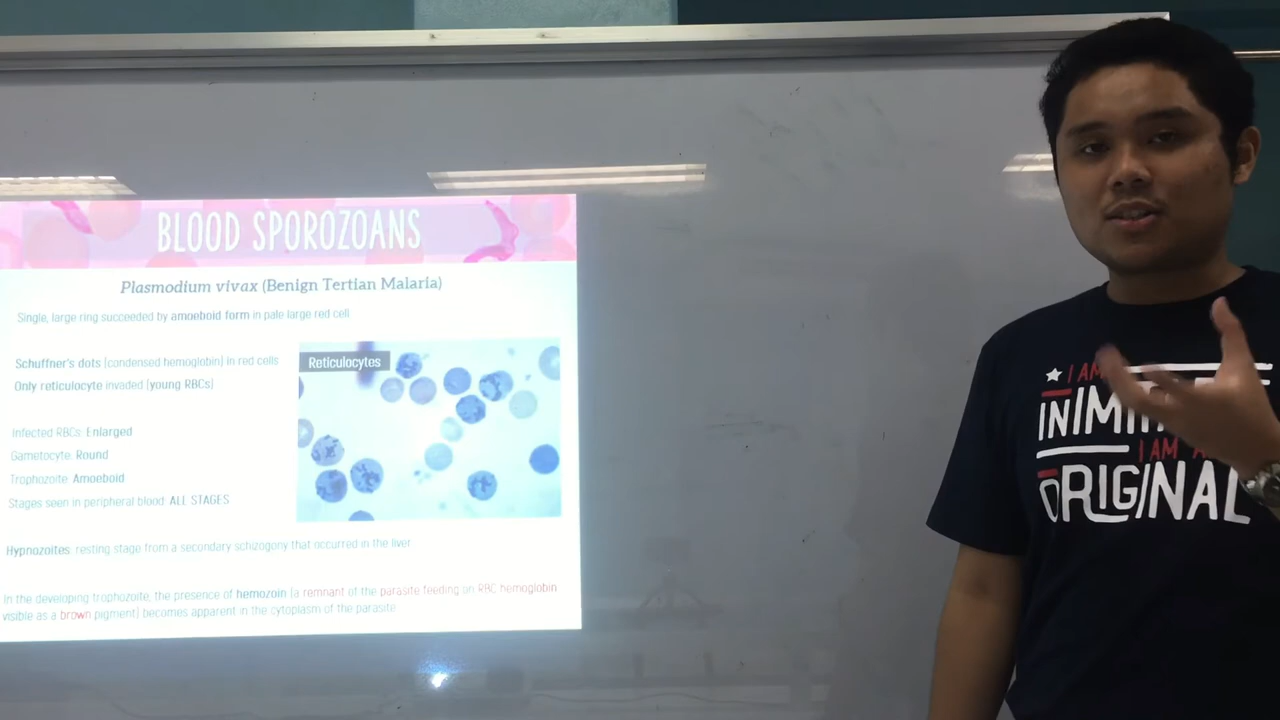 BLOOD SPOROZOANS
Plasmodium vivax (Benign Tertian Malaria)
Single, large ring succeeded by amoeboid form in pale large red cell
Schuffner's dots (condensed hemoglobin) in red cells
Only reticulocyte invaded (young RBCs)
Reticulocytes
Infected RBCs: Enlarged
Gametocyte: Round
Trophozoite: Amoeboid
Stages seen in peripheral blood: ALL STAGES
Hypnozoites: resting stage from a secondary schizogony that occurred in the liver
In the developing trophozoite, the presence of hemozoin (a remnant of the parasite feeding on RBC hemoglobin
visible as a brown pigment) becomes apparent in the cytoplasm of the parasite
I AM
I AM
ORIGINAL